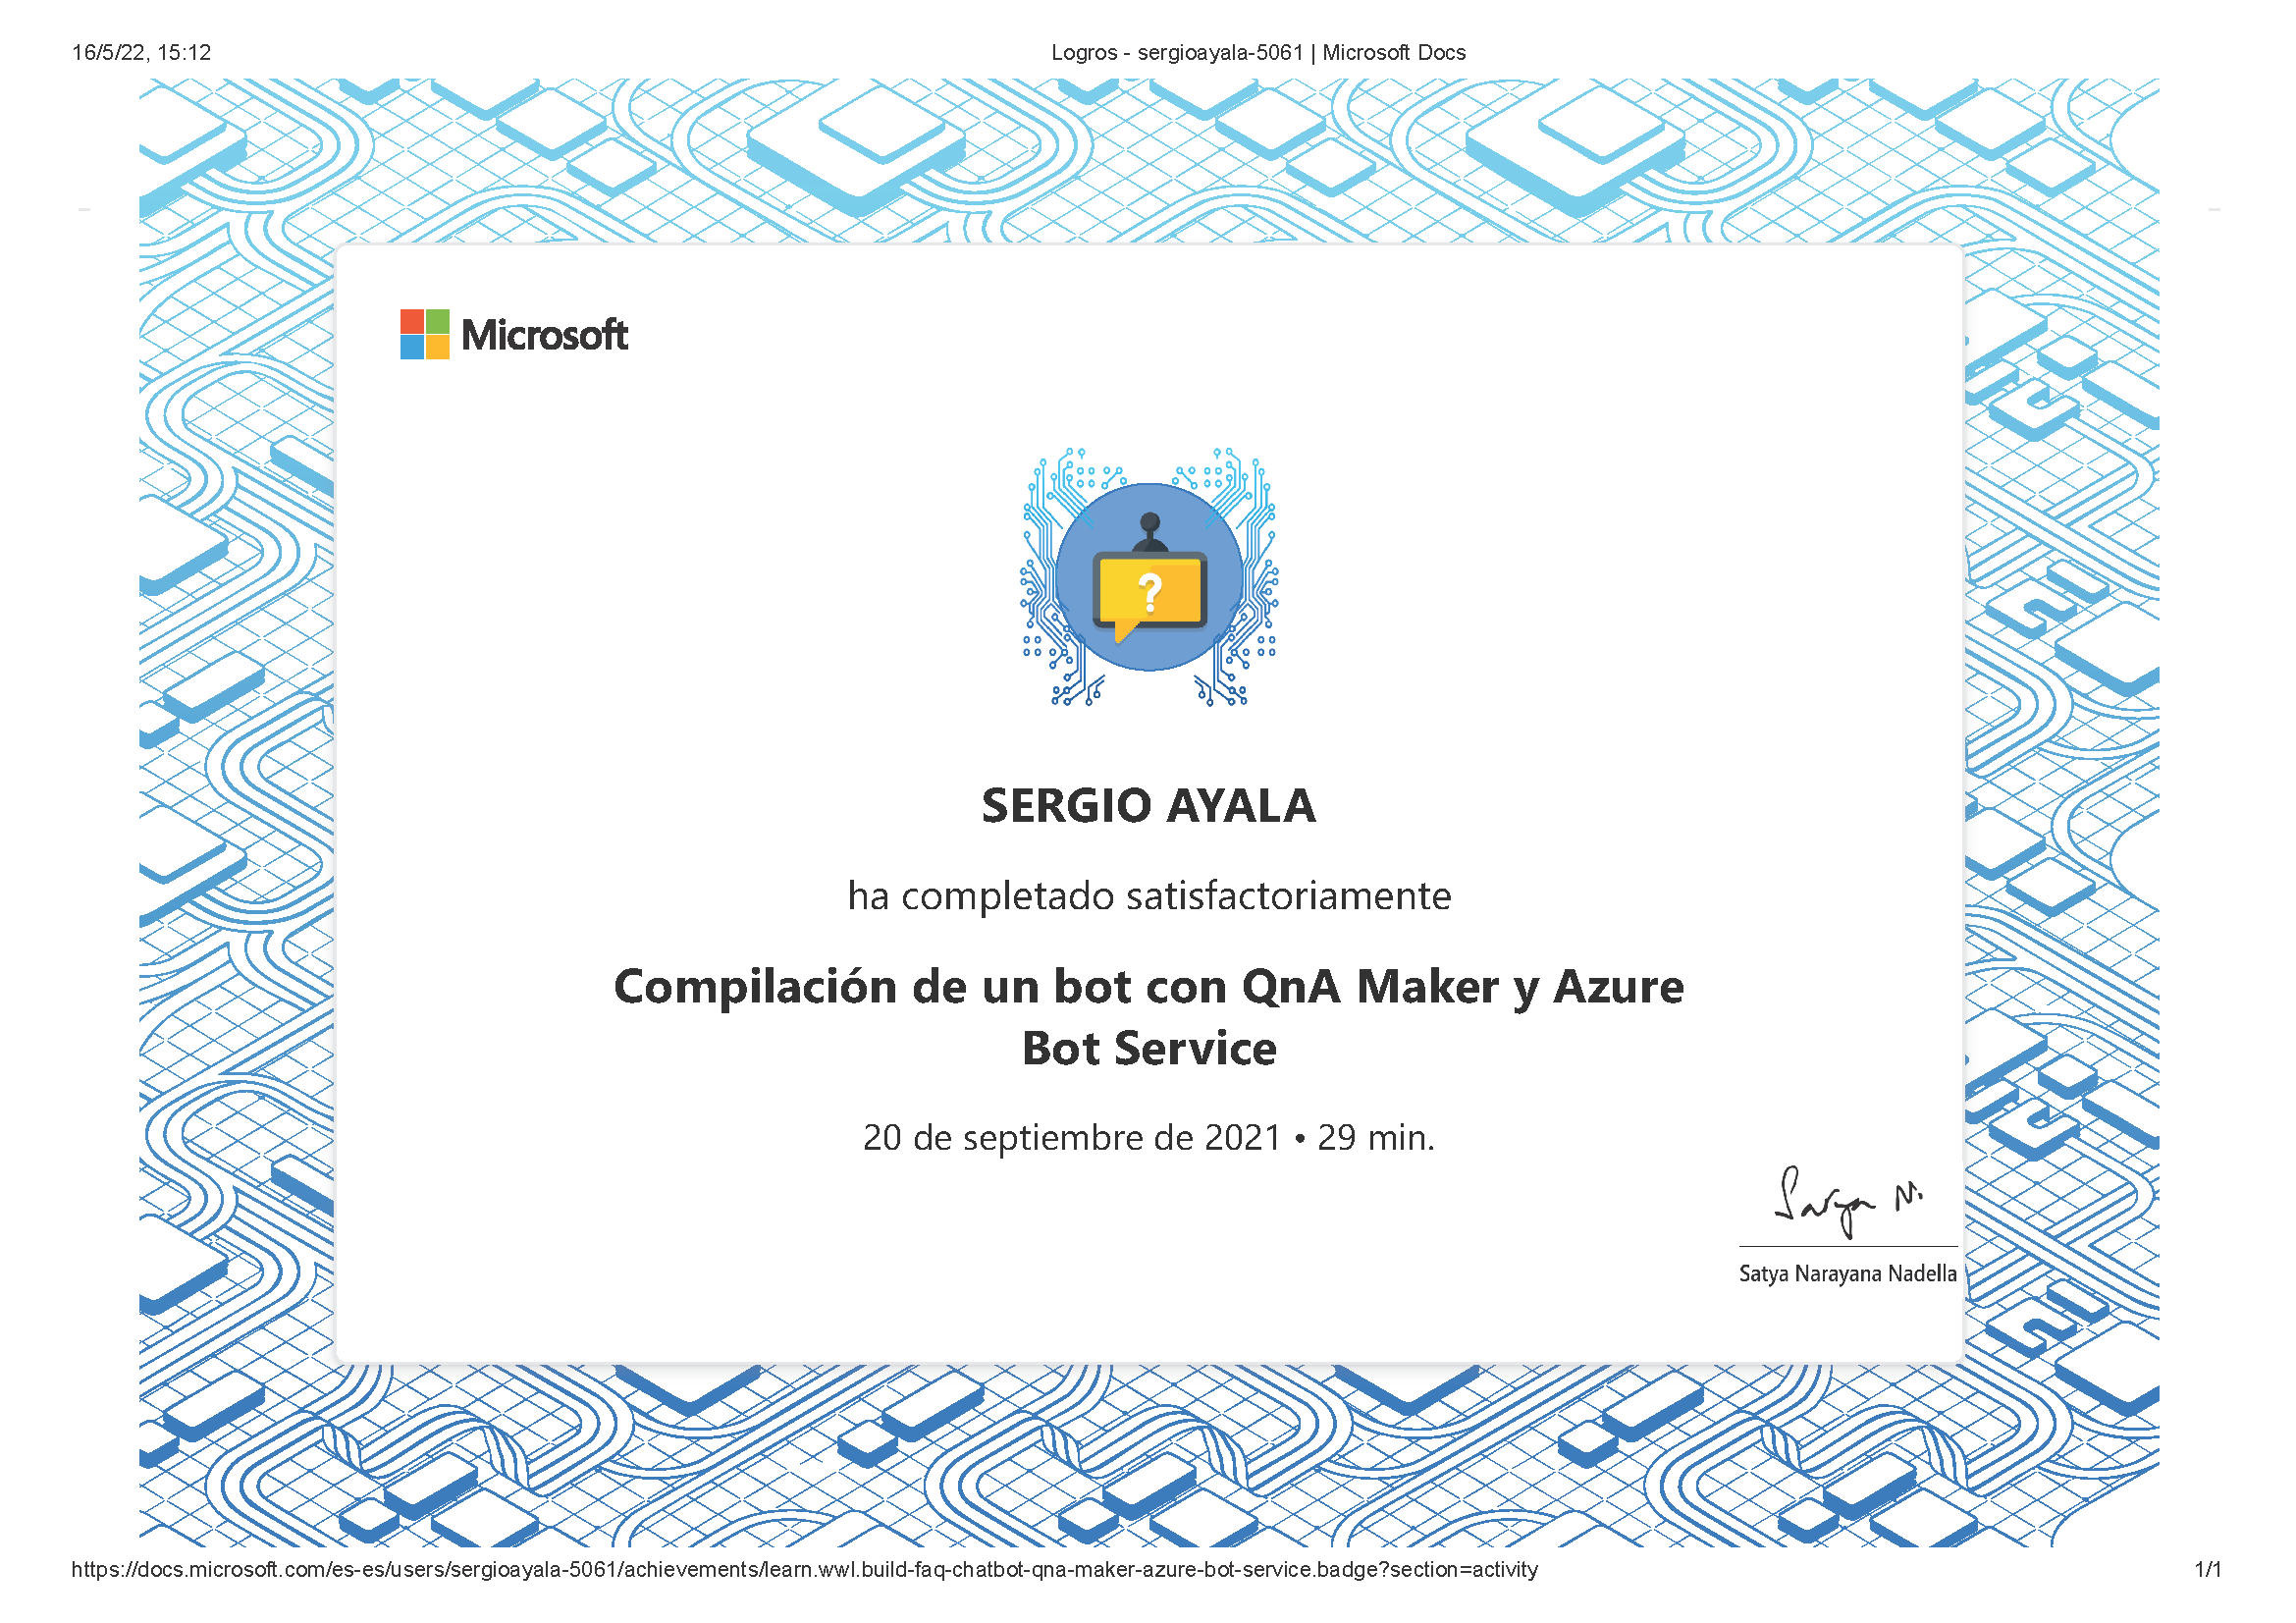 16/5/22, 15:12
Logros - sergioayala-5061 | Microsoft Docs
Microsoft
?
SERGIO AYALA
ha completado satisfactoriamente
Compilación de un bot con QnA Maker y Azure
Bot Service
20 de septiembre de 2021 • 29 min.
Satya N.
Satya Narayana Nadella
https://docs.microsoft.com/es-es/users/sergioayala-5061/achievements/learn.wwl.build-faq-chatbot-qna-maker-azure-bot-service.badge?section=activity
1/1